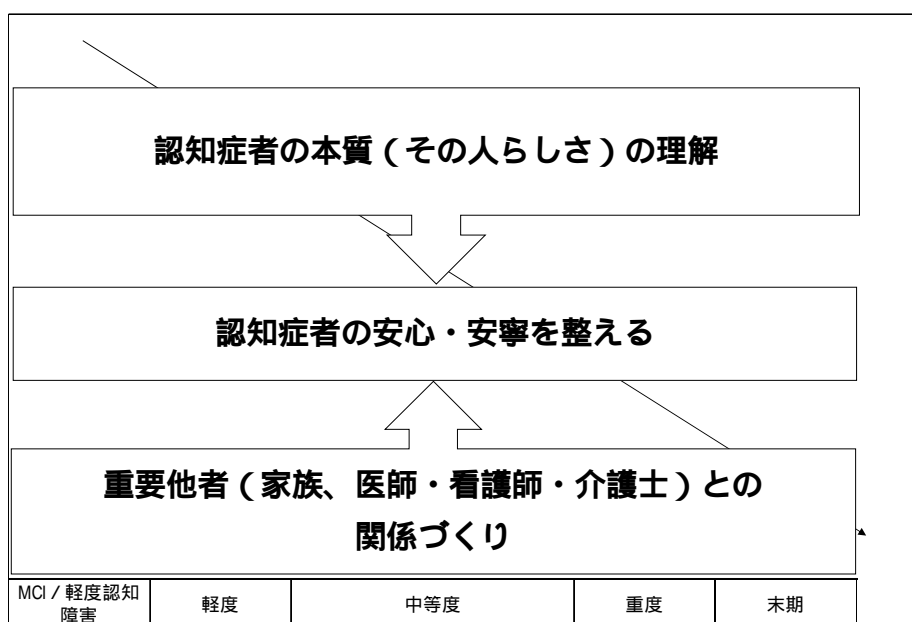 認知症者の本質(その人らしさ)の理解
認知症者の安心・安寧を整える
重要他者(家族、医師・看護師・介護士)との
関係づくり
MCI/軽度認知
障害
軽度
中等度
重度
末期